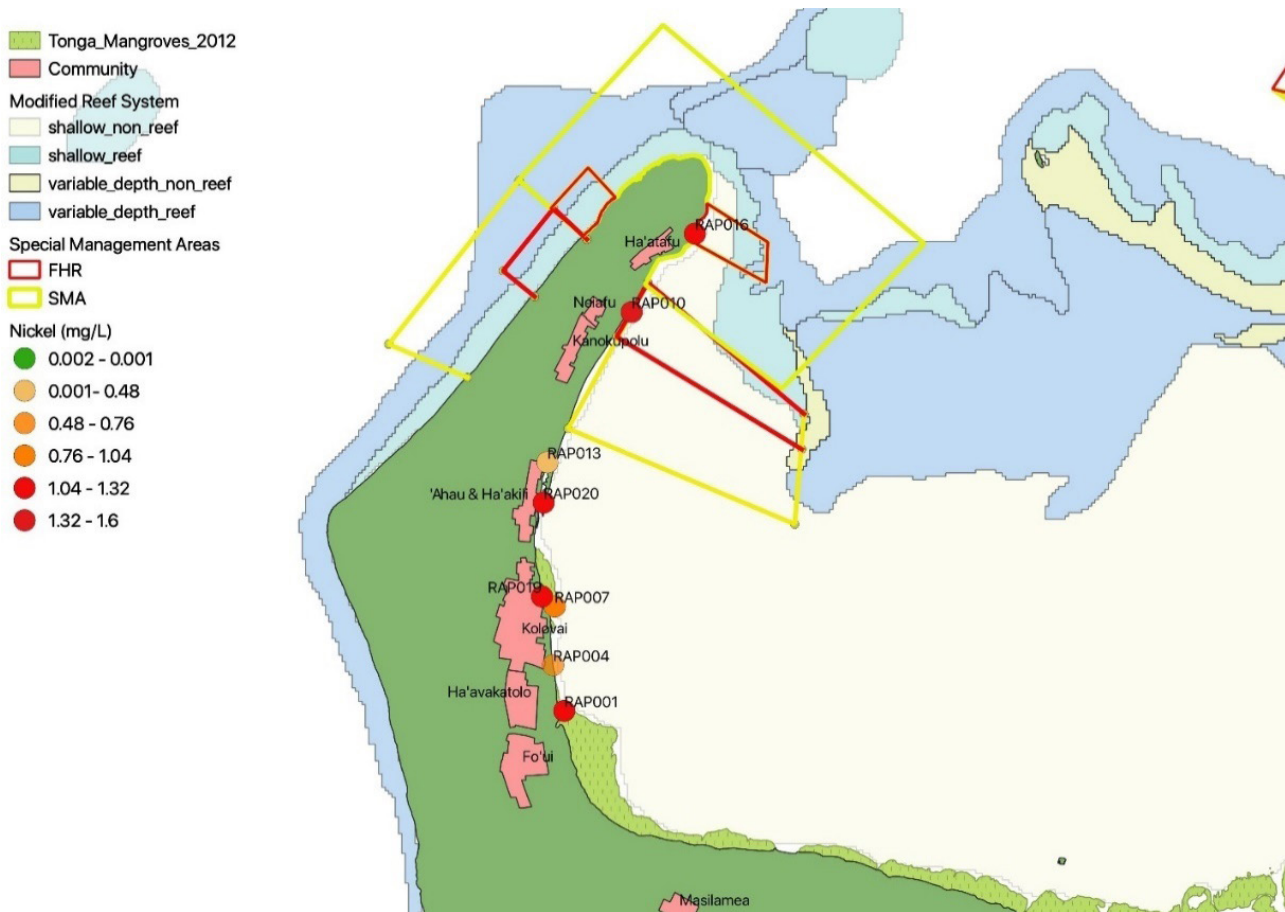 Tonga_Mangroves_2012
Community
Modified Reef System
shallow_non_reef
shallow_reef
variable_depth_non_reef
variable_depth_reef
Special Management Areas
FHR
SMA
Nickel (mg/L)
0.002 - 0.001
0.001- 0.48
0.48 - 0.76
0.76 - 1.04
1.04 - 1.32
1.32 - 1.6
RAP016
Ha'atafu
RAP010
Kanokupolu
RAP013
'Ahau & Ha'akili
RAP020
RAP019
RAP007
Kolovai
RAP004
Ha'avakatolo
RAP001
Fo'ui
Masilamea